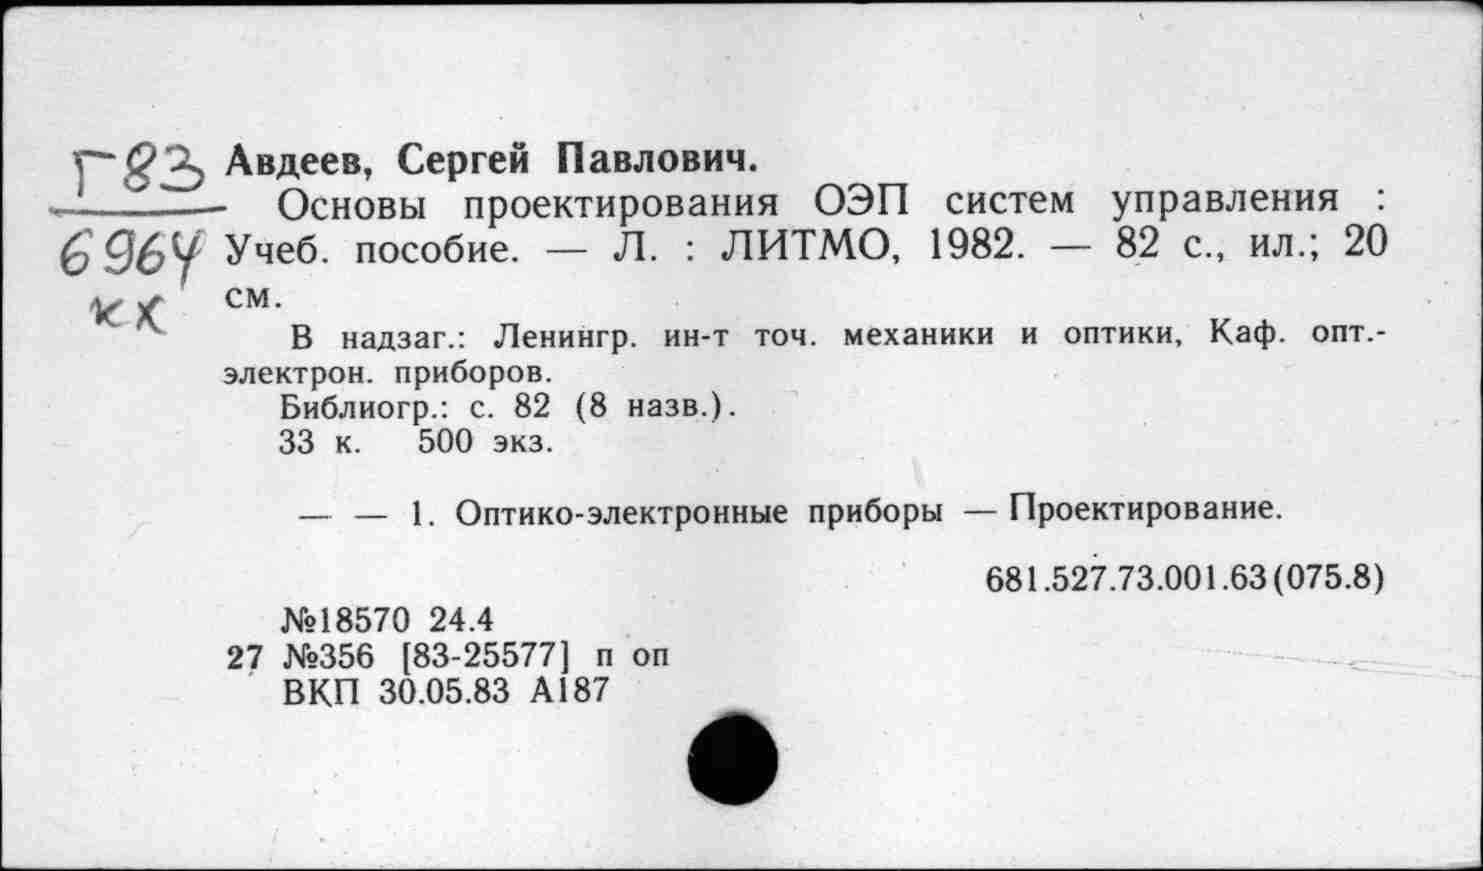 Г83
6964
кх
Авдеев, Сергей Павлович.
Основы проектирования ОЭП систем управления :
Учеб. пособие. — Л. : ЛИТМО, 1982. — 82 с., ил.; 20
см.
В надзаг.: Ленингр. ин-т точ. механики и оптики, Каф. опт.-
электрон. приборов.
Библиогр.: с. 82 (8 назв.).
33 к. 500 экз.
— — 1. Оптико-электронные приборы — Проектирование.
681.527.73.001.63(075.8)
№18570 24.4
27 №356 [83-25577] п оп
ВКП 30.05.83 А187